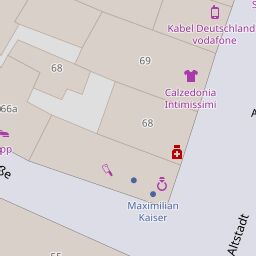 Kabel Deutschland
vodafone
69
68
Calzedonia
Intimissimi
66a
68
pp
ße
Maximilian
Kaiser
Altstadt